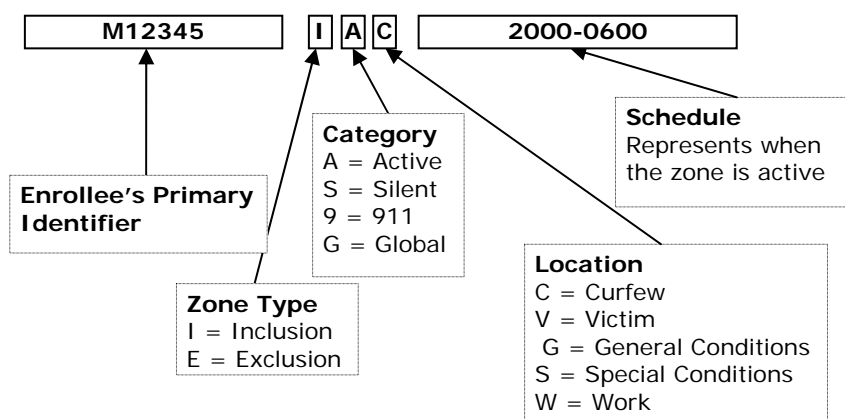 M12345 I A C 2000-0600
Schedule
Represents when
the zone is active
Category
A = Active
S = Silent
9 = 911
G = Global
Enrollee's Primary
Identifier
Location
C = Curfew
V = Victim
G = General Conditions
S = Special Conditions
W = Work
Zone Type
I = Inclusion
E = Exclusion